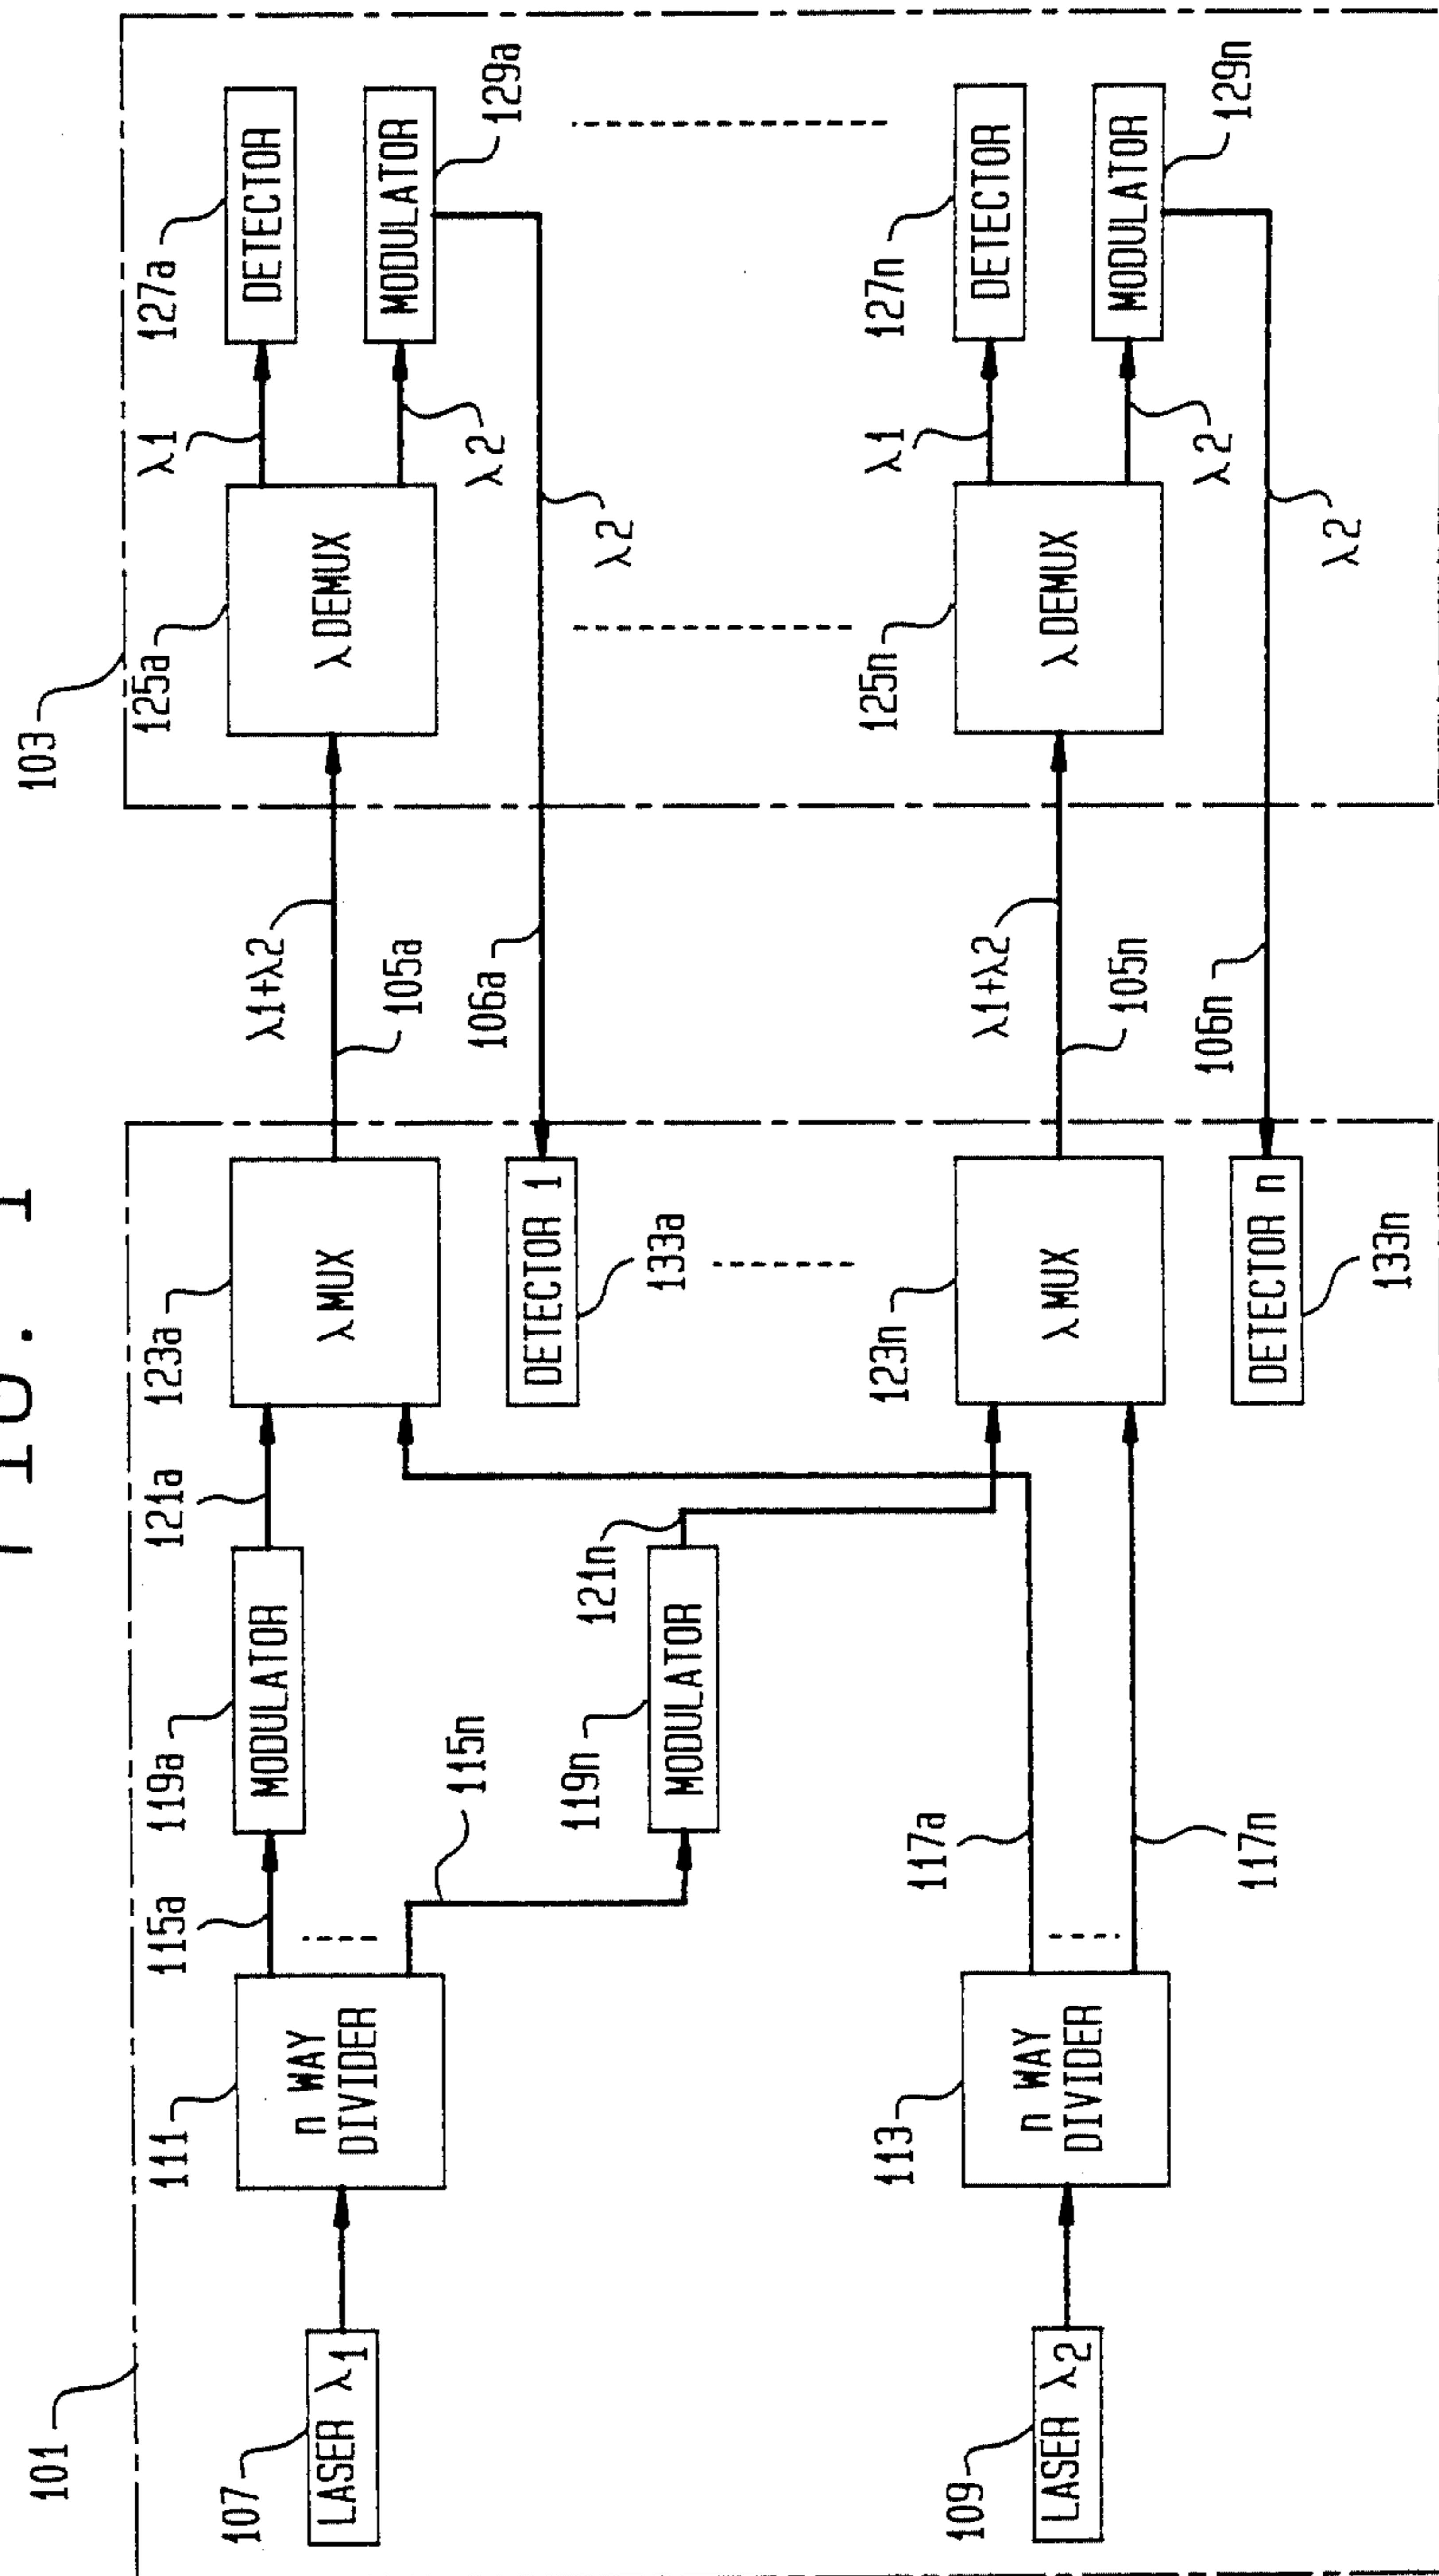 FIG. 1
101
103
107
LASER λ1
111
n WAY
DIVIDER
115a
115n
119a
MODULATOR
121a
119n
MODULATOR
121n
123a
λ MUX
DETECTOR 1
133a
λ1+λ2
105a
106a
125a
λ DEMUX
λ1
λ2
127a
DETECTOR
MODULATOR
129a
λ2
109
LASER λ2
113
n WAY
DIVIDER
117a
117n
123n
λ MUX
DETECTOR n
133n
λ1+λ2
105n
106n
125n
λ DEMUX
λ1
λ2
127n
DETECTOR
MODULATOR
129n
λ2